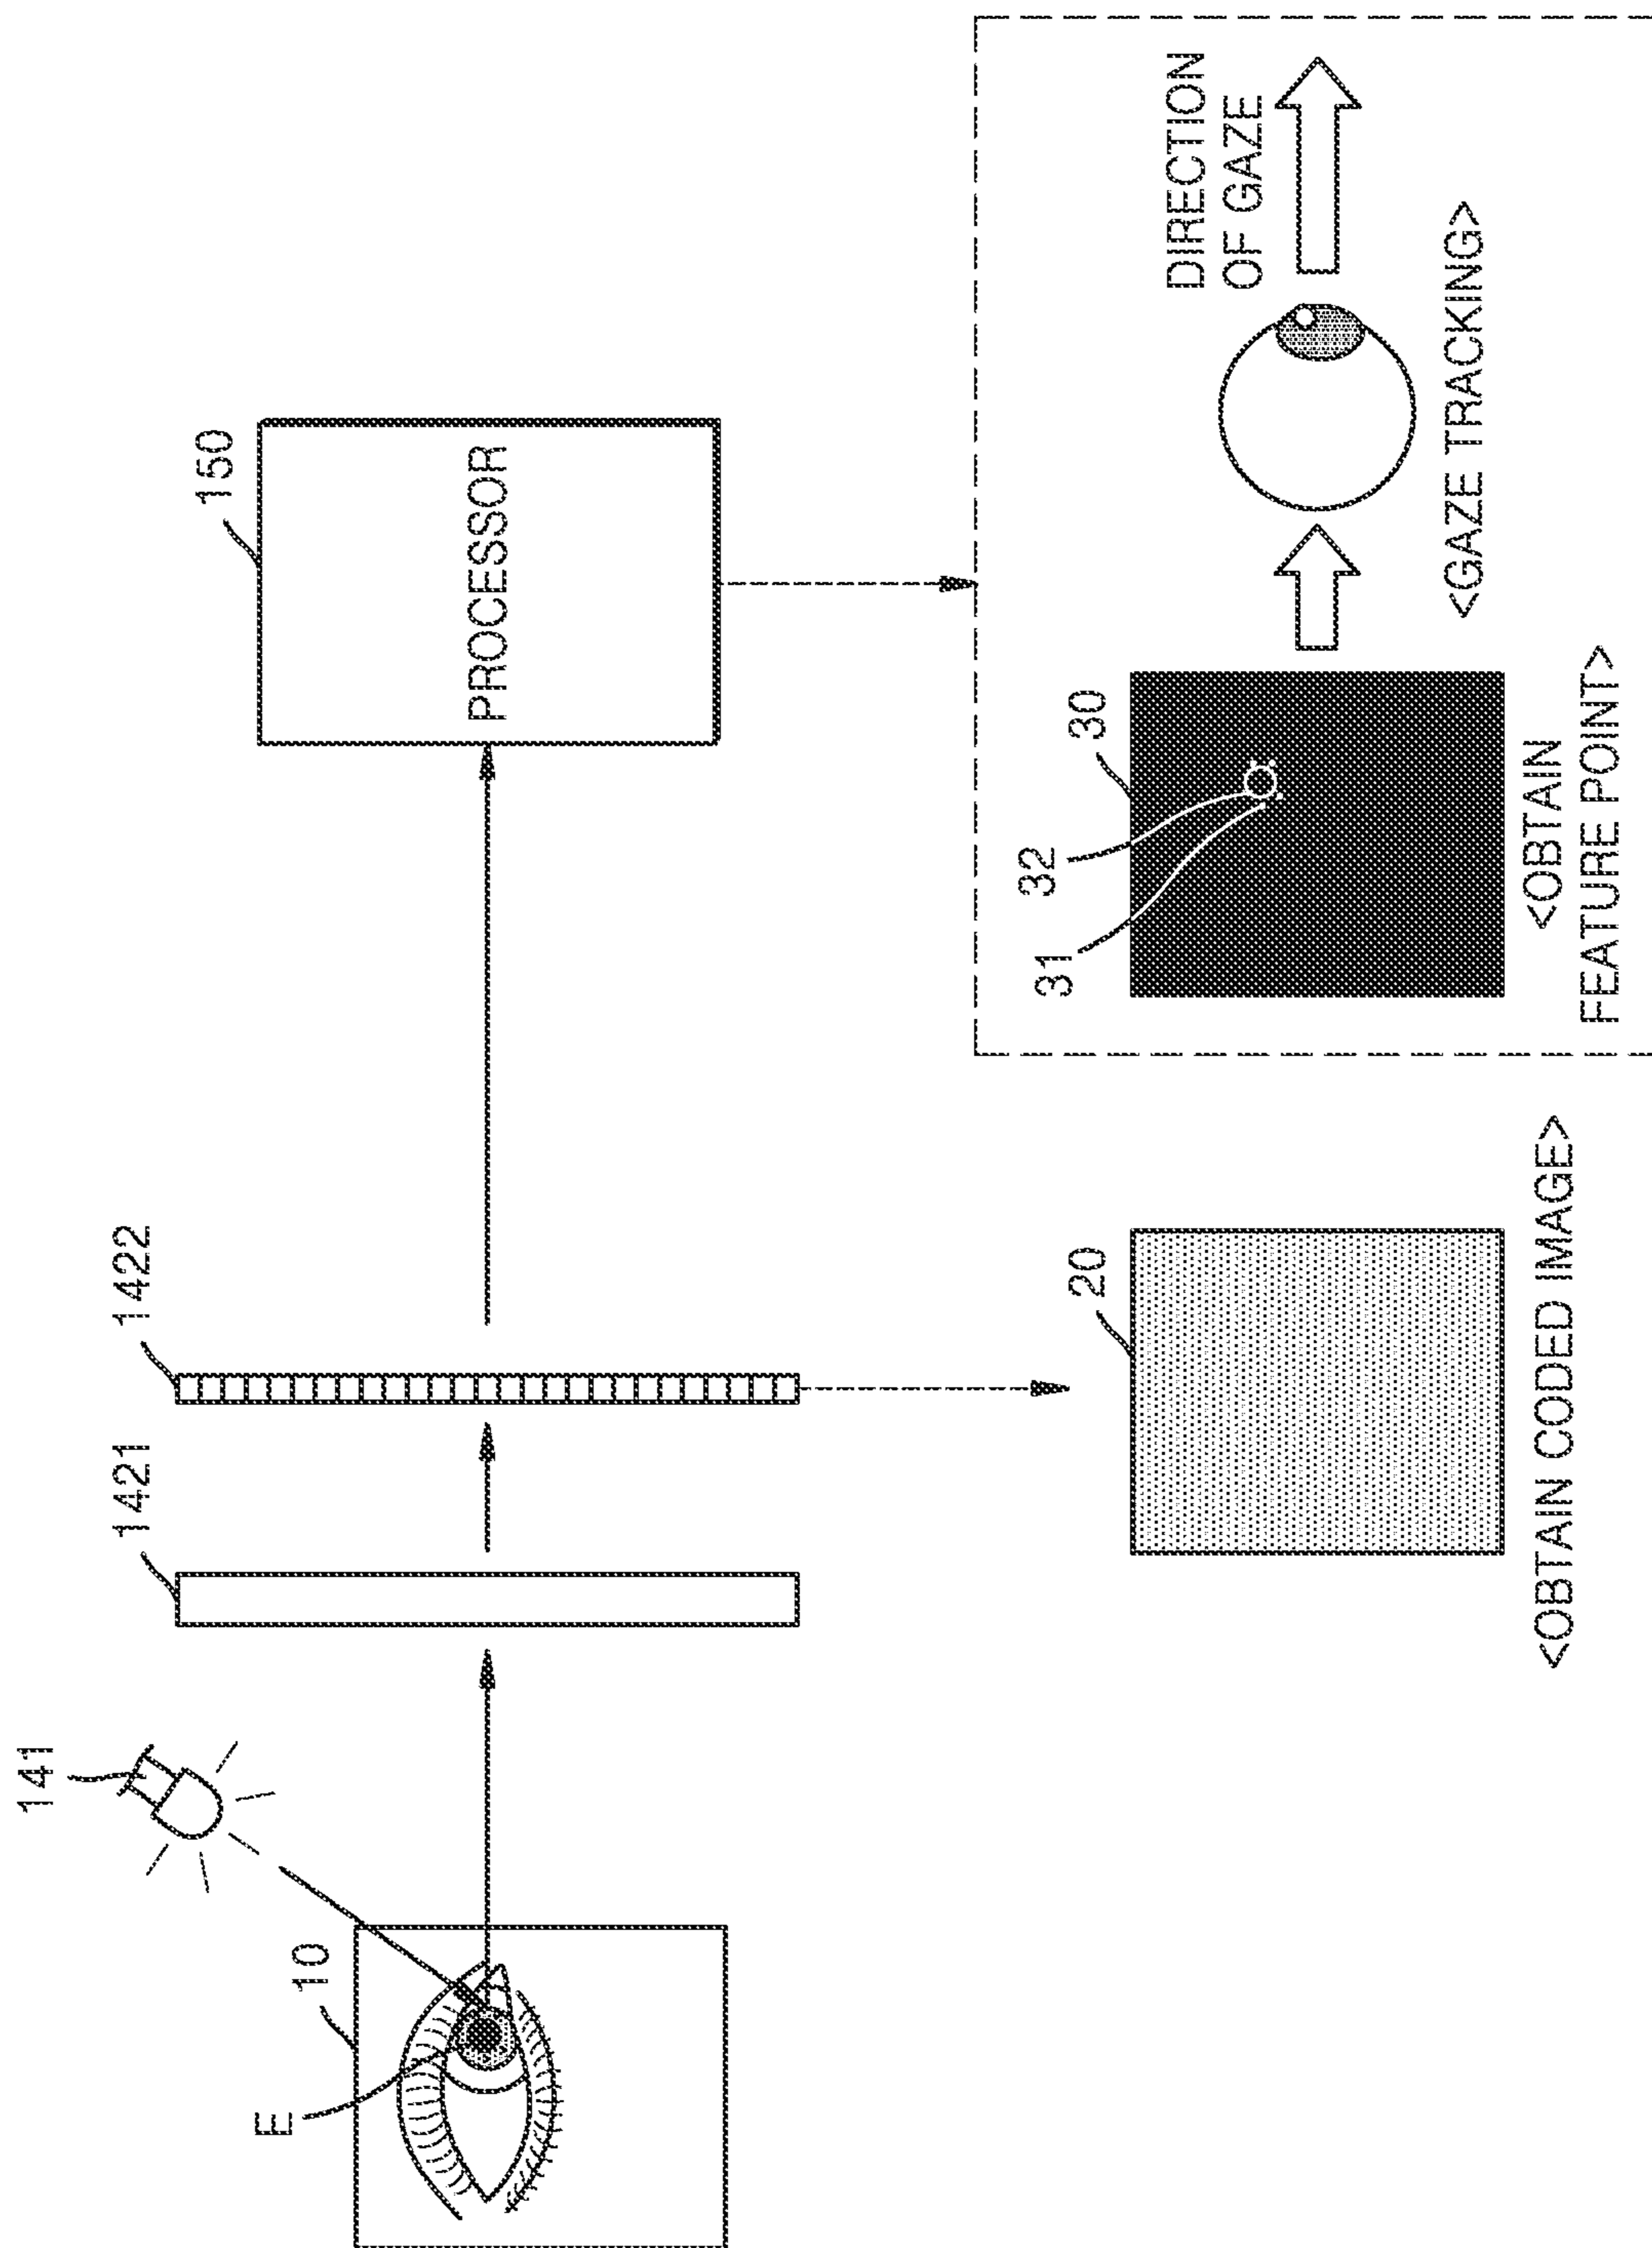 141
1421
1422
150
10
E
PROCESSOR
20
<OBTAIN CODED IMAGE>
31
32
30
<OBTAIN
FEATURE POINT>
DIRECTION
OF GAZE
<GAZE TRACKING>